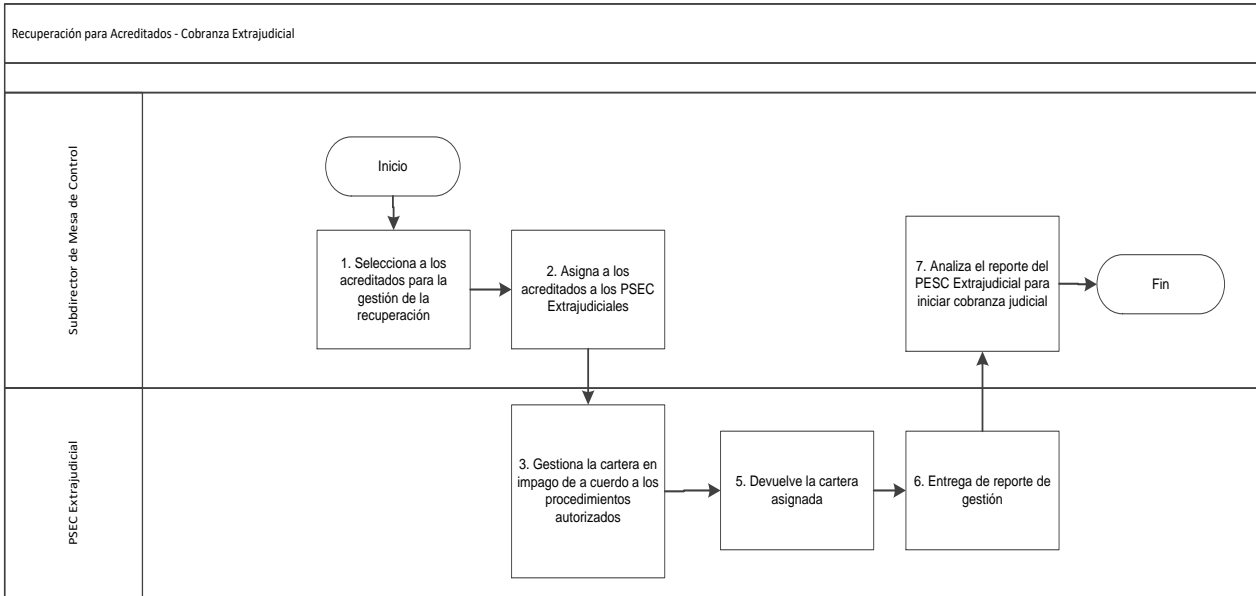 Recuperación para Acreditados - Cobranza Extrajudicial
Subdirector de Mesa de Control
Inicio
1. Selecciona a los
acreditados para la
gestión de la
recuperación
2. Asigna a los
acreditados a los PSEC
Extrajudiciales
7. Analiza el reporte del
PESC Extrajudicial para
iniciar cobranza judicial
Fin
PSEC Extrajudicial
3. Gestiona la cartera en
impago de a cuerdo a los
procedimientos
autorizados
5. Devuelve la cartera
asignada
6. Entrega de reporte de
gestión